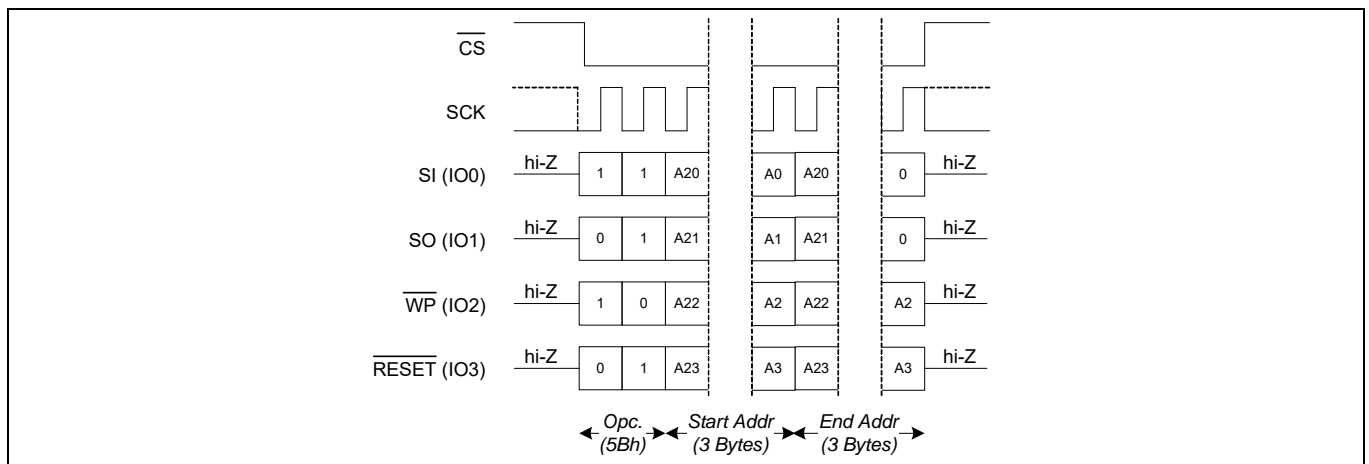 CS
SCK
SI (IO0) hi-Z 1 1 A20 A0 A20 0 hi-Z
SO (IO1) hi-Z 0 1 A21 A1 A21 0 hi-Z
WP (IO2) hi-Z 1 0 A22 A2 A22 A2 hi-Z
RESET (IO3) hi-Z 0 1 A23 A3 A23 A3 hi-Z
Opc. Start Addr End Addr
(5Bh) (3 Bytes) (3 Bytes)